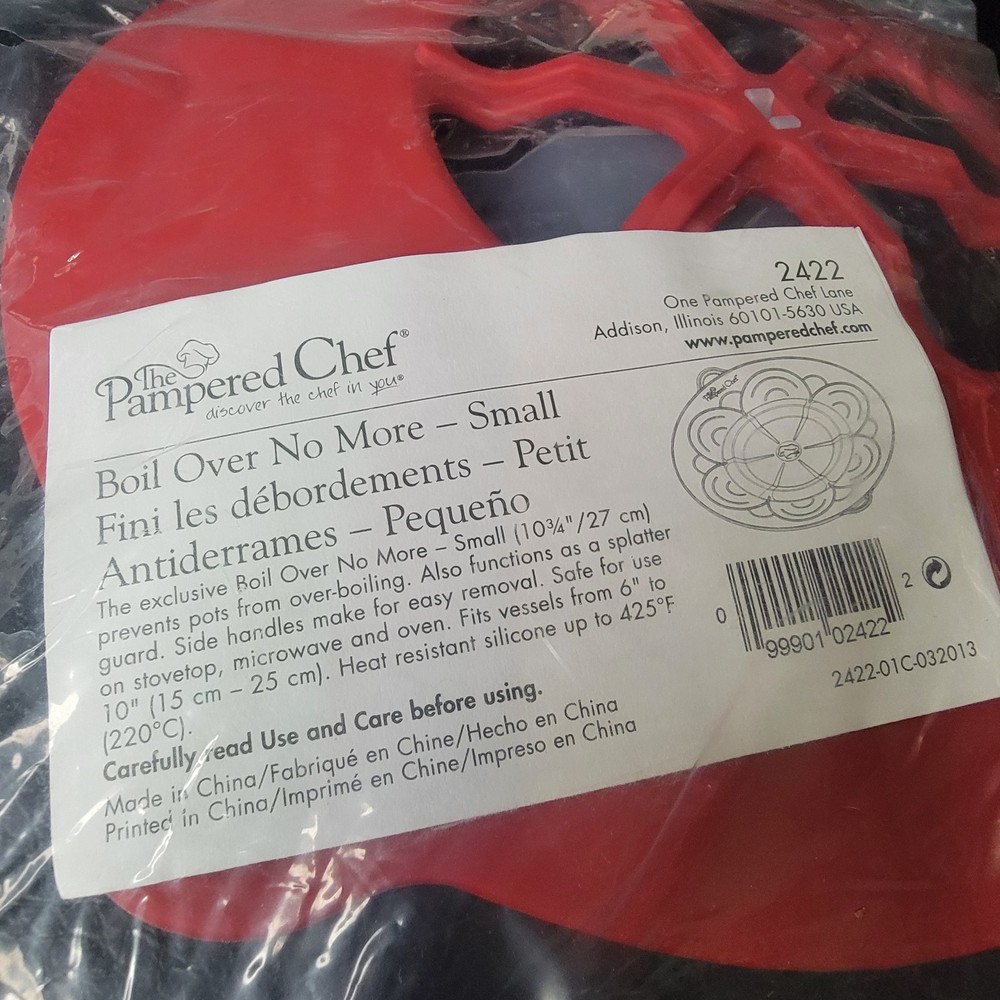 2422
One Pampered Chef Lane
Addison, Illinois 60101-5630 USA
www.pamperedchef.com
The
Pampered Chef®
discover the chef in you®
Boil Over No More – Small
Fini les débordements – Petit
Antiderrames – Pequeño
The exclusive Boil Over No More – Small (10¾"/27 cm)
prevents pots from over-boiling. Also functions as a splatter
guard. Side handles make for easy removal. Safe for use
on stovetop, microwave and oven. Fits vessels from 6" to
10" (15 cm – 25 cm). Heat resistant silicone up to 425°F
(220°C).
Carefully read Use and Care before using.
Made in China/Fabriqué en Chine/Hecho en China
Printed in China/Imprimé en Chine/Impreso en China
0 99901 02422 2
2422-01C-032013